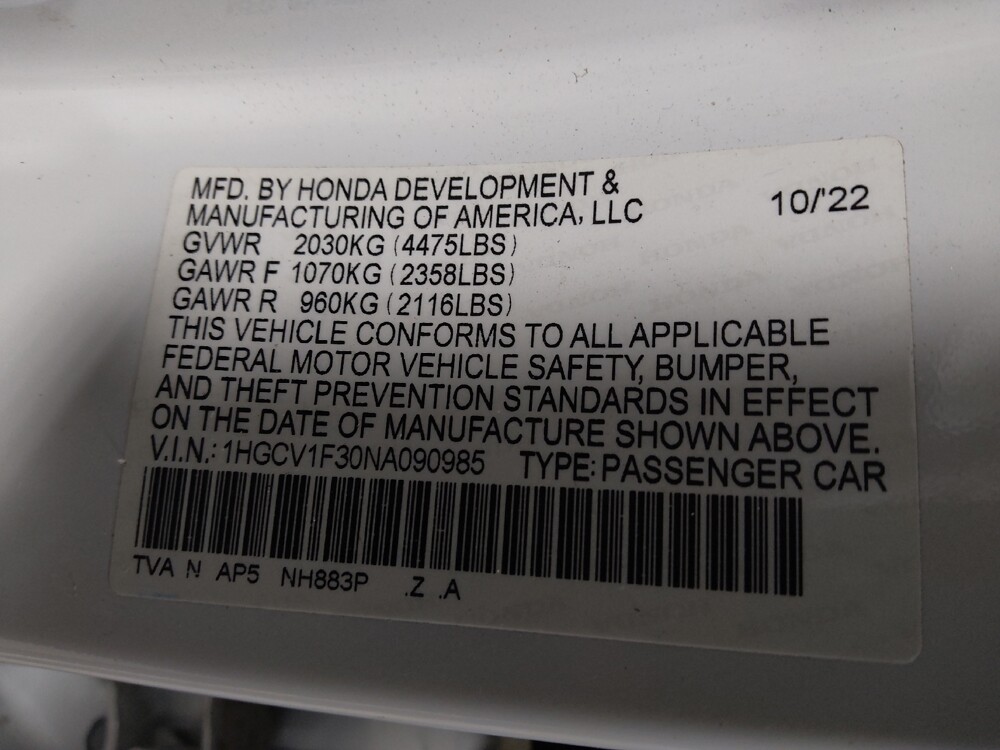 MFD. BY HONDA DEVELOPMENT &
MANUFACTURING OF AMERICA, LLC 10/'22
GVWR 2030KG (4475LBS)
GAWR F 1070KG (2358LBS)
GAWR R 960KG (2116LBS)
THIS VEHICLE CONFORMS TO ALL APPLICABLE
FEDERAL MOTOR VEHICLE SAFETY, BUMPER,
AND THEFT PREVENTION STANDARDS IN EFFECT
ON THE DATE OF MANUFACTURE SHOWN ABOVE.
V.I.N.: 1HGCV1F30NA090985 TYPE: PASSENGER CAR
TVA N AP5 NH883P .Z .A